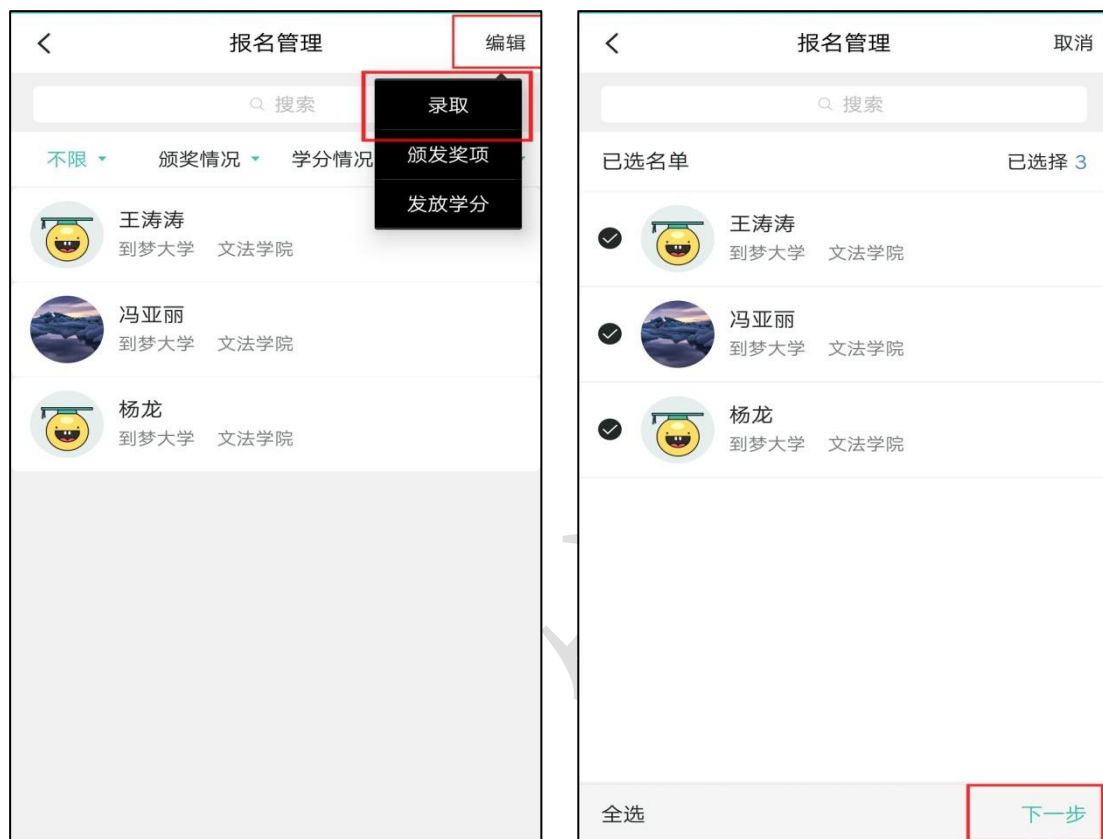 报名管理
编辑
搜索
录取
不限
颁奖情况
学分情况
颁发奖项
发放学分
王涛涛
到梦大学 文法学院
冯亚丽
到梦大学 文法学院
杨龙
到梦大学 文法学院
报名管理
取消
搜索
已选名单
已选择 3
王涛涛
到梦大学 文法学院
冯亚丽
到梦大学 文法学院
杨龙
到梦大学 文法学院
全选
下一步